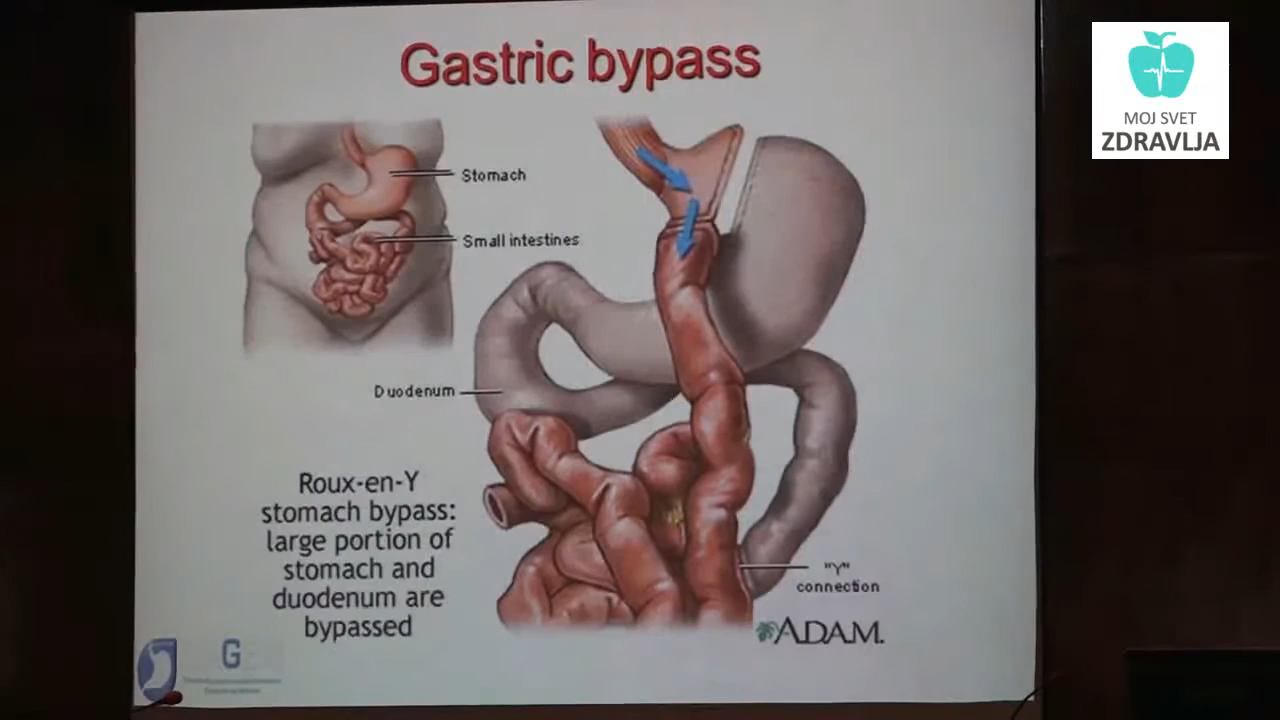 Gastric bypass
MOJ SVET
ZDRAVLJA
Stomach
Small intestines
Duodenum
Roux-en-Y
stomach bypass:
large portion of
stomach and
duodenum are
bypassed
"Y"
connection
ADAM.
G